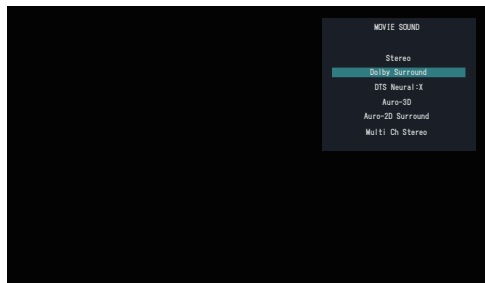 MOVIE SOUND
Stereo
Dolby Surround
DTS Neural:X
Auro-3D
Auro-2D Surround
Multi Ch Stereo